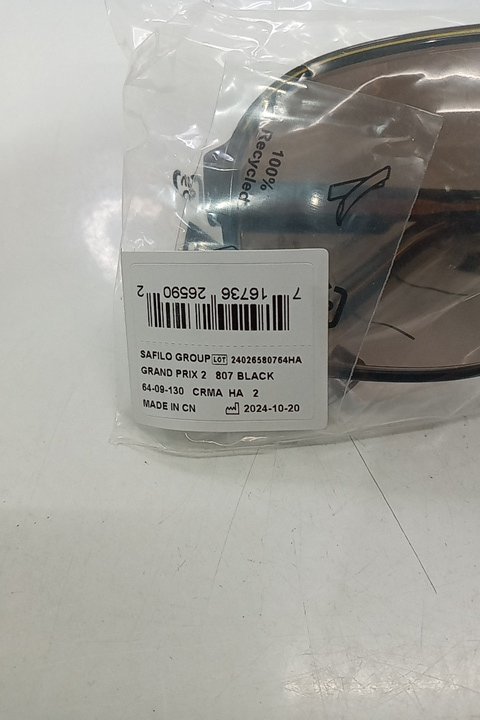 100%
Recycled
7 16736 26590 2
SAFILO GROUP LOT 24026580764HA
GRAND PRIX 2 807 BLACK
64-09-130 CRMA HA 2
MADE IN CN 2024-10-20